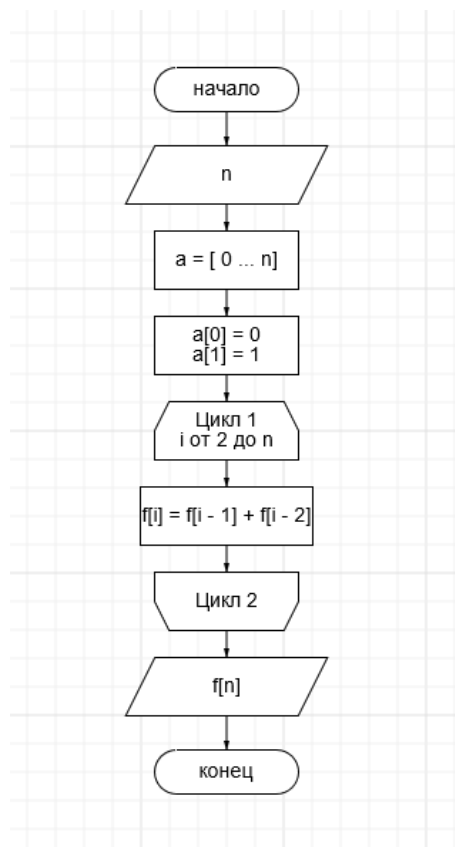 начало
n
a = [ 0 ... n]
a[0] = 0
a[1] = 1
Цикл 1
i от 2 до n
f[i] = f[i - 1] + f[i - 2]
Цикл 2
f[n]
конец